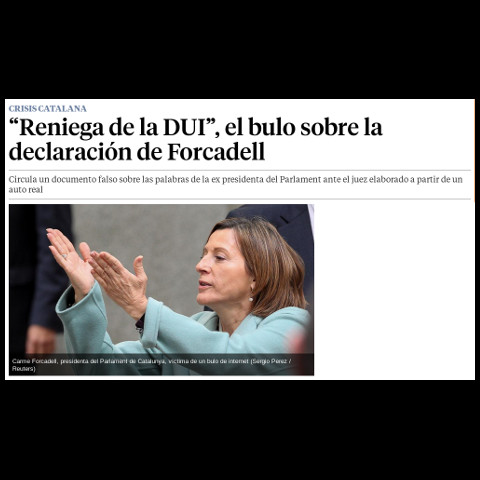 CRISIS CATALANA
“Reniega de la DUI”, el bulo sobre la
declaración de Forcadell
Circula un documento falso sobre las palabras de la ex presidenta del Parlament ante el juez elaborado a partir de un
auto real
Carme Forcadell, presidenta del Parlament de Catalunya, víctima de un bulo de internet (Sergio Perez /
Reuters)